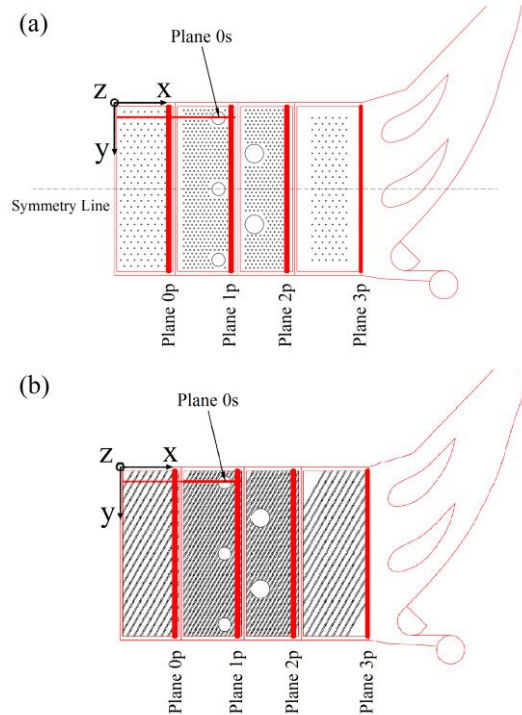 (a)
Plane 0s
z
x
y
Symmetry Line
Plane 0p
Plane 1p
Plane 2p
Plane 3p
(b)
Plane 0s
z
x
y
Plane 0p
Plane 1p
Plane 2p
Plane 3p